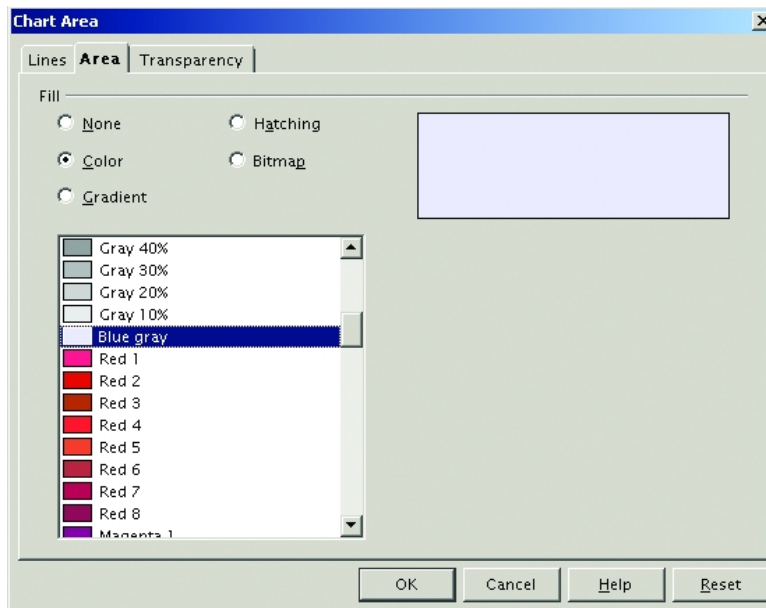 Chart Area
Lines Area Transparency
Fill
None Hatching
Color Bitmap
Gradient
Gray 40%
Gray 30%
Gray 20%
Gray 10%
Blue gray
Red 1
Red 2
Red 3
Red 4
Red 5
Red 6
Red 7
Red 8
Magenta 1
OK Cancel Help Reset